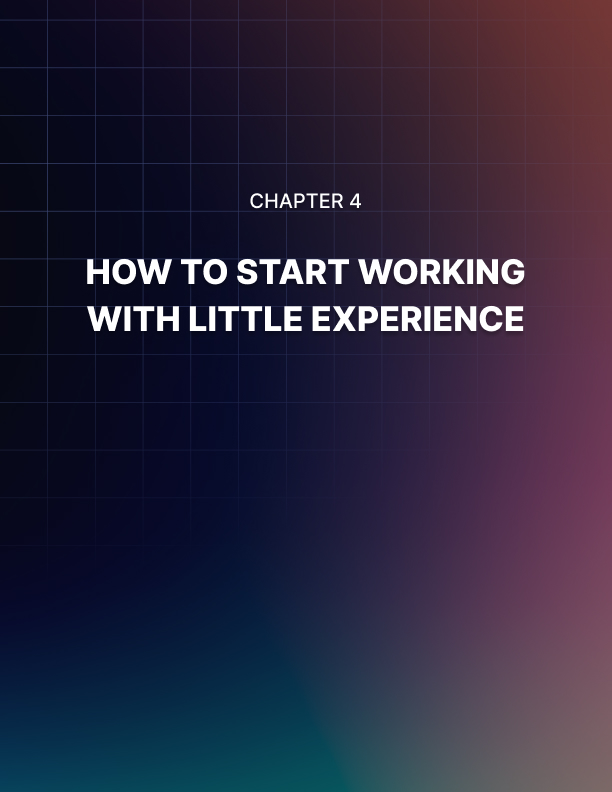 CHAPTER 4
HOW TO START WORKING
WITH LITTLE EXPERIENCE